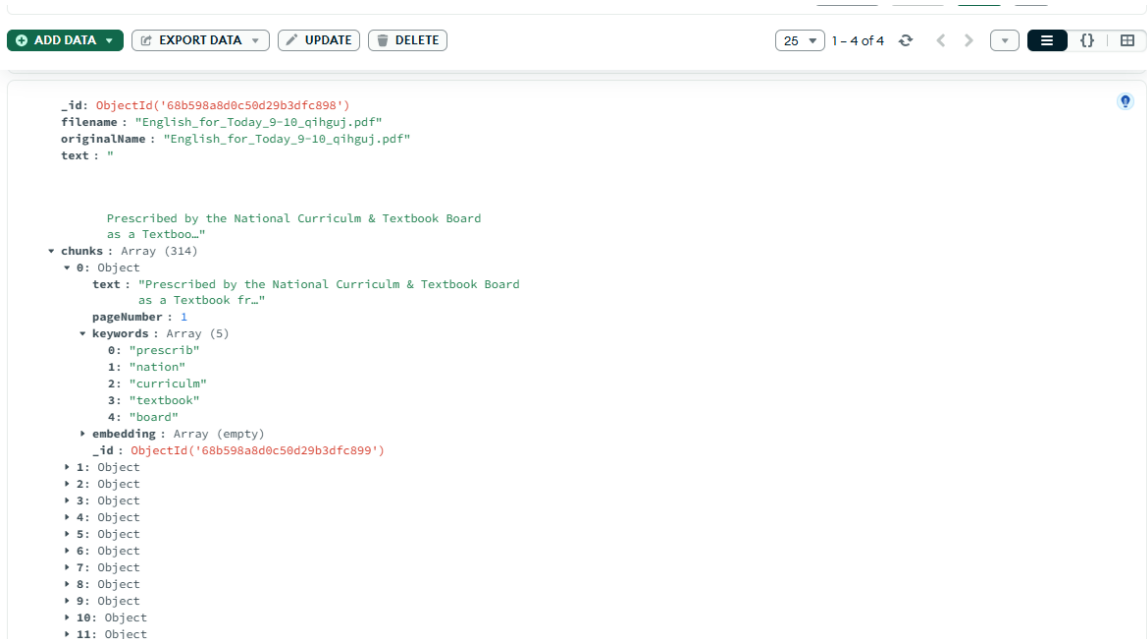 ADD DATA EXPORT DATA UPDATE DELETE 25 1 – 4 of 4 {}
_id: ObjectId('68b598a8d0c50d29b3dfc898')
filename : "English_for_Today_9-10_qihguj.pdf"
originalName : "English_for_Today_9-10_qihguj.pdf"
text : "
Prescribed by the National Curriculm & Textbook Board
as a Textboo…"
chunks : Array (314)
0: Object
text : "Prescribed by the National Curriculm & Textbook Board
as a Textbook fr…"
pageNumber : 1
keywords : Array (5)
0: "prescrib"
1: "nation"
2: "curriculm"
3: "textbook"
4: "board"
embedding : Array (empty)
_id : ObjectId('68b598a8d0c50d29b3dfc899')
1: Object
2: Object
3: Object
4: Object
5: Object
6: Object
7: Object
8: Object
9: Object
10: Object
11: Object